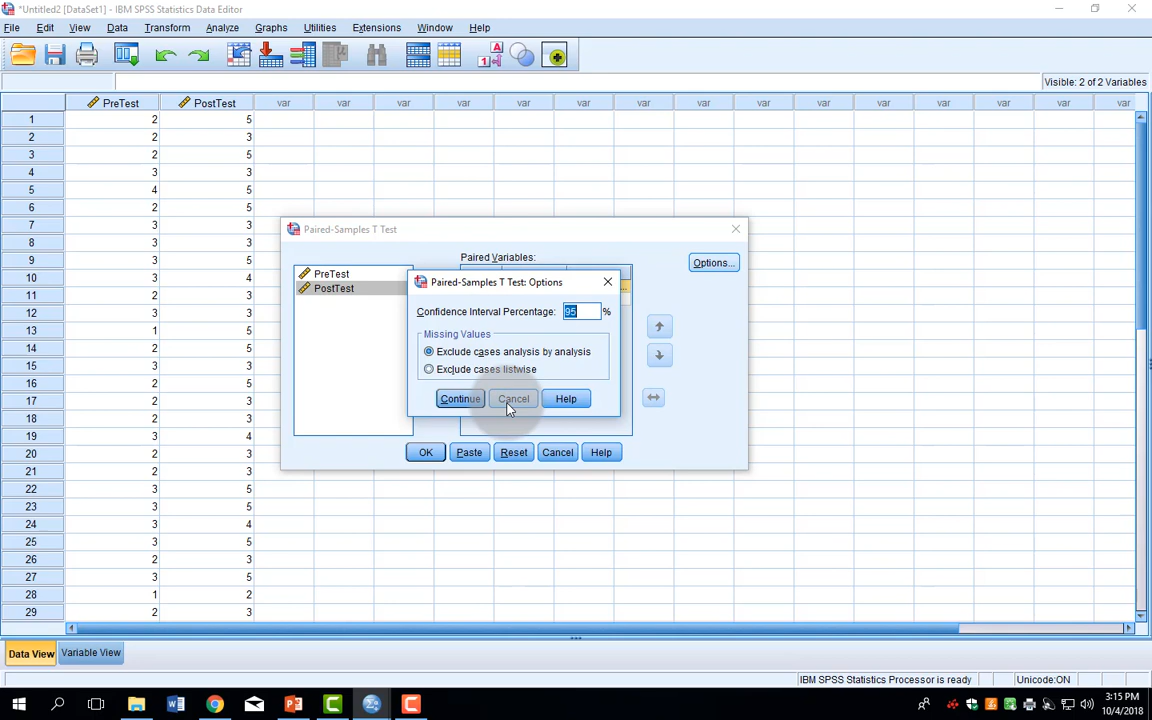 *Untitled2 [DataSet1] - IBM SPSS Statistics Data Editor
File Edit View Data Transform Analyze Graphs Utilities Extensions Window Help
Visible: 2 of 2 Variables
PreTest PostTest var var var var var var var var var var var var var var var
1 2 5
2 2 3
3 2 5
4 3 3
5 4 5
6 2 5
7 3 3
8 3 3
9 3 5
10 3 4
11 2 3
12 3 3
13 1 5
14 2 5
15 3 3
16 2 5
17 3 3
18 2 3
19 3 4
20 2 3
21 2 3
22 3 5
23 3 5
24 3 4
25 3 5
26 2 3
27 3 5
28 1 2
29 2 3
Paired-Samples T Test
Paired Variables:
PreTest
PostTest
Options...
Paired-Samples T Test: Options
Confidence Interval Percentage: 95 %
Missing Values
Exclude cases analysis by analysis
Exclude cases listwise
Continue Cancel Help
OK Paste Reset Cancel Help
Data View Variable View
IBM SPSS Statistics Processor is ready Unicode:ON
3:15 PM
10/4/2018